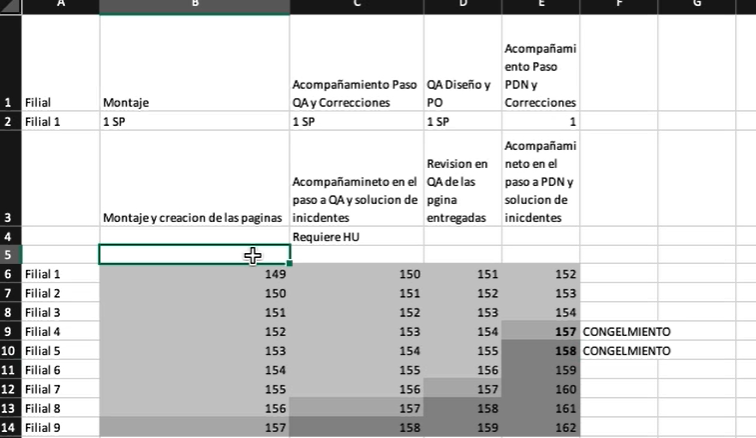 A B C D E F G
1 Filial Montaje Acompañamiento Paso QA y Correcciones QA Diseño y PO Acompañami ento Paso PDN y Correcciones
2 Filial 1 1 SP 1 SP 1 SP 1
3 Montaje y creacion de las paginas Acompañamineto en el paso a QA y solucion de inicdentes Revision en QA de las pgina entregadas Acompañami neto en el paso a PDN y solucion de inicdentes
4 Requiere HU
5
6 Filial 1 149 150 151 152
7 Filial 2 150 151 152 153
8 Filial 3 151 152 153 154
9 Filial 4 152 153 154 157 CONGELMIENTO
10 Filial 5 153 154 155 158 CONGELMIENTO
11 Filial 6 154 155 156 159
12 Filial 7 155 156 157 160
13 Filial 8 156 157 158 161
14 Filial 9 157 158 159 162